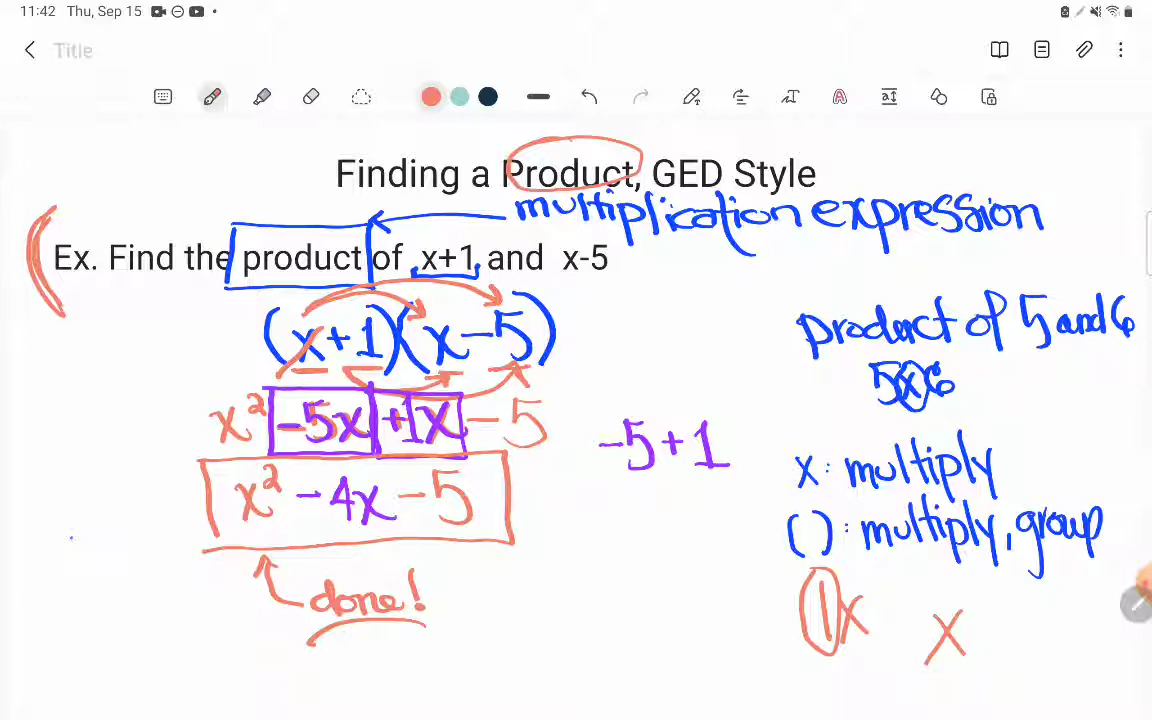 11:42 Thu, Sep 15
Title
Finding a Product, GED Style
multiplication expression
Ex. Find the product of x+1 and x-5
(x+1)(x-5)
product of 5 and 6
5x6
x² -5x +1x -5
-5+1
x: multiply
x² -4x -5
( ): multiply, group
done!
1x x